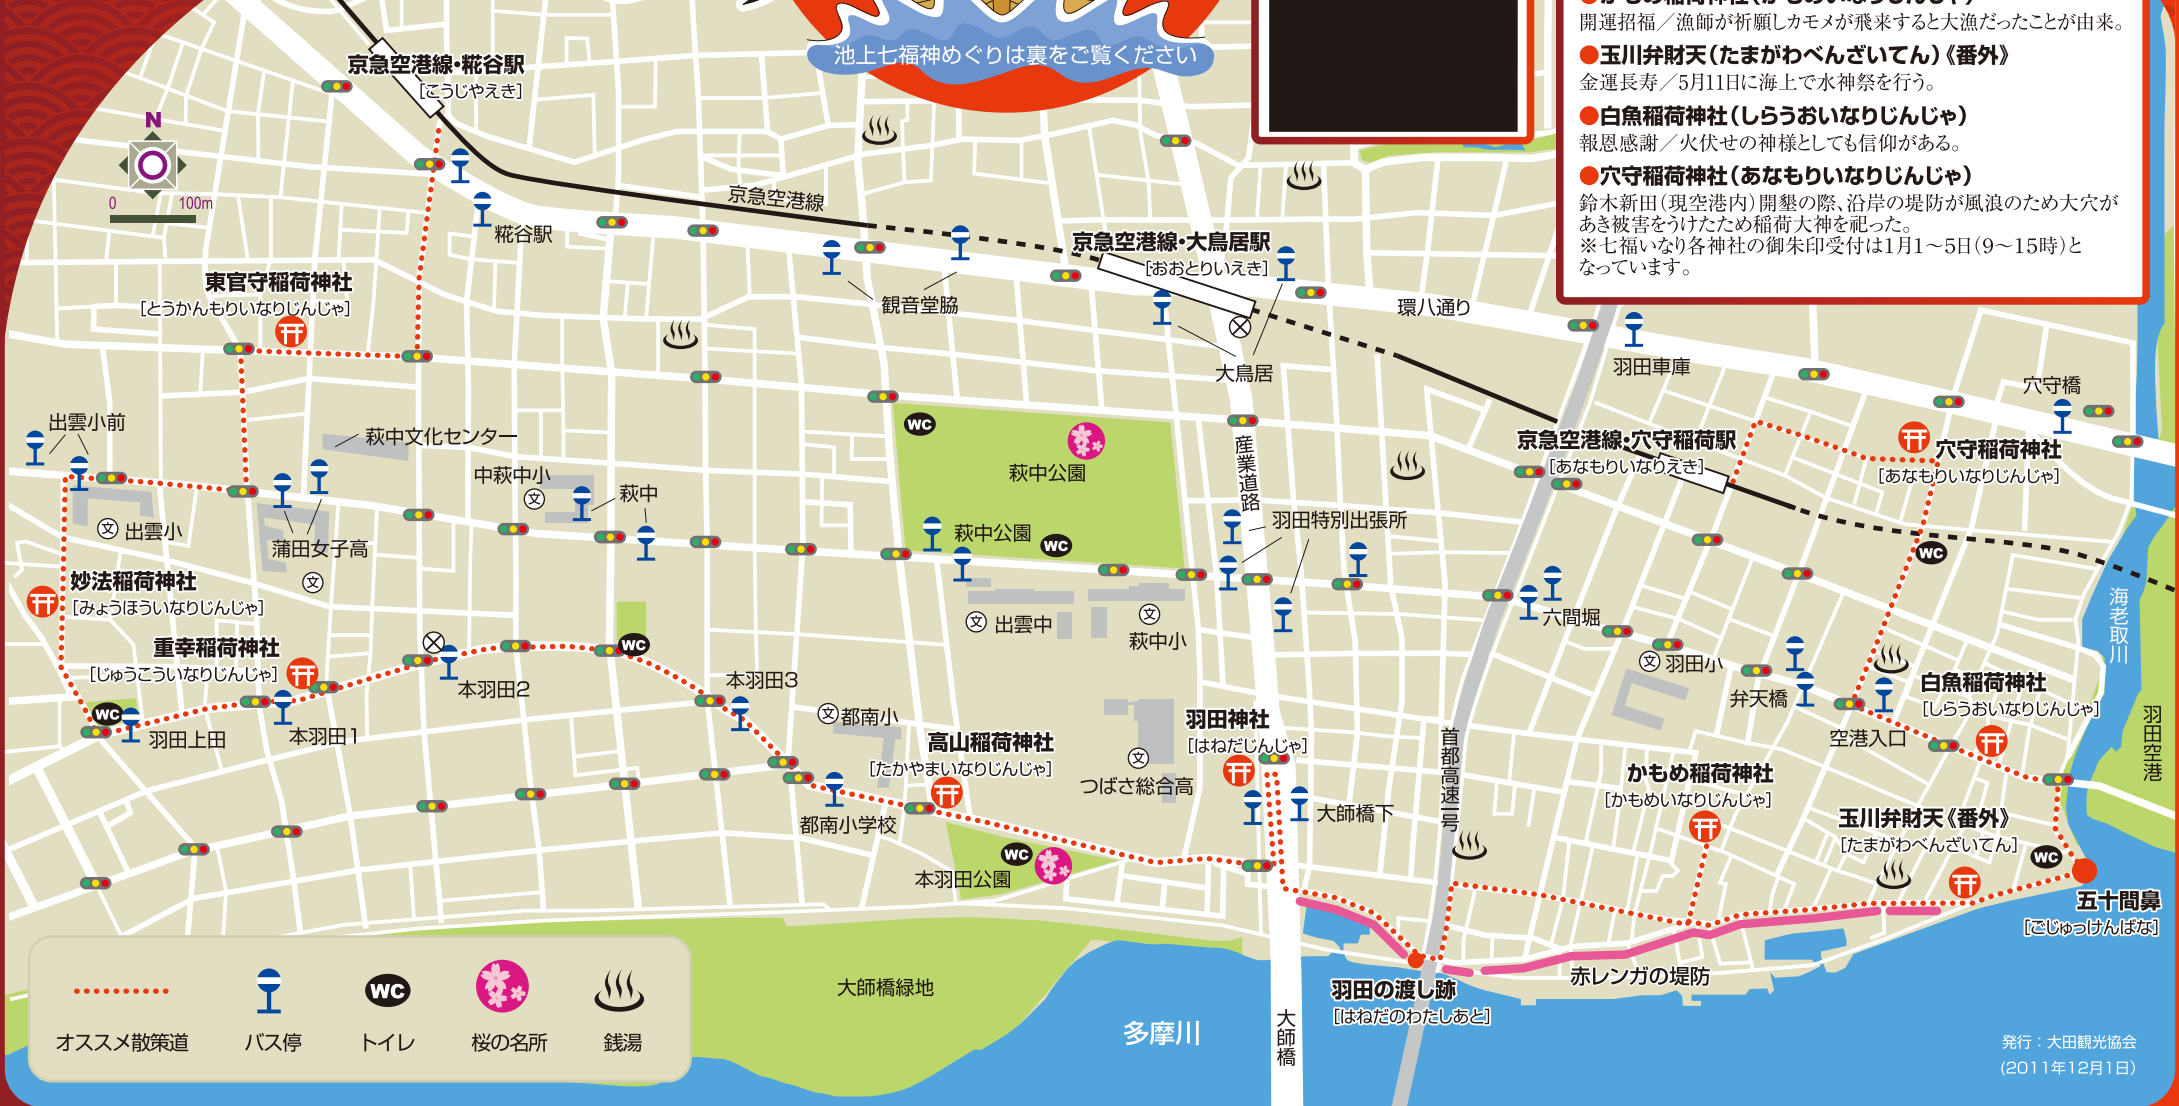 池上七福神めぐりは裏をご覧ください
開運招福／漁師が祈願しカモメが飛来すると大漁だったことが由来。
●玉川弁財天（たまがわべんざいてん）《番外》
金運長寿／5月11日に海上で水神祭を行う。
●白魚稲荷神社（しらうおいなりじんじゃ）
報恩感謝／火伏せの神様としても信仰がある。
●穴守稲荷神社（あなもりいなりじんじゃ）
鈴木新田（現空港内）開墾の際、沿岸の堤防が風浪のため大穴が
あき被害をうけたため稲荷大神を祀った。
※七福いなり各神社の御朱印受付は1月1〜5日（9〜15時）と
なっています。
京急空港線・糀谷駅
［こうじやえき］
N
0 100m
糀谷駅
京急空港線
観音堂脇
京急空港線・大鳥居駅
［おおとりいえき］
大鳥居
環八通り
羽田車庫
穴守橋
東官守稲荷神社
［とうかんもりいなりじんじゃ］
出雲小前
萩中文化センター
中萩中小
文
萩中
WC
萩中公園
産業道路
京急空港線・穴守稲荷駅
［あなもりいなりえき］
穴守稲荷神社
［あなもりいなりじんじゃ］
文
出雲小
蒲田女子高
文
萩中公園
WC
羽田特別出張所
WC
妙法稲荷神社
［みょうほういなりじんじゃ］
文
出雲中
文
萩中小
六間堀
海老取川
重幸稲荷神社
［じゅうこういなりじんじゃ］
WC
本羽田2
本羽田3
文
羽田小
弁天橋
白魚稲荷神社
［しらうおいなりじんじゃ］
WC
羽田上田
本羽田1
文
都南小
高山稲荷神社
［たかやまいなりじんじゃ］
文
つばさ総合高
羽田神社
［はねだじんじゃ］
首都高速一号
空港入口
羽田空港
かもめ稲荷神社
［かもめいなりじんじゃ］
都南小学校
大師橋下
玉川弁財天《番外》
［たまがわべんざいてん］
WC
WC
本羽田公園
五十間鼻
［ごじゅっけんばな］
赤レンガの堤防
羽田の渡し跡
［はねだのわたしあと］
大師橋緑地
多摩川
大師橋
オススメ散策道
バス停
WC
トイレ
桜の名所
銭湯
発行：大田観光協会
（2011年12月1日）